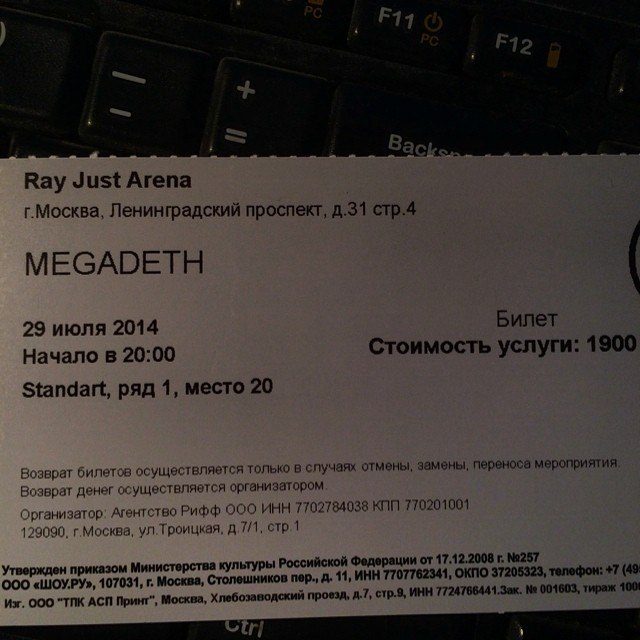 PC
F11
PC
F12
Backsp
Ray Just Arena
г.Москва, Ленинградский проспект, д.31 стр.4
MEGADETH
29 июля 2014
Билет
Начало в 20:00
Стоимость услуги: 1900
Standart, ряд 1, место 20
Возврат билетов осуществляется только в случаях отмены, замены, переноса мероприятия.
Возврат денег осуществляется организатором.
Организатор: Агентство Рифф ООО ИНН 7702784038 КПП 770201001
129090, г.Москва, ул.Троицкая, д.7/1, стр.1
Утвержден приказом Министерства культуры Российской Федерации от 17.12.2008 г. №257
ООО «ШОУ.РУ», 107031, г. Москва, Столешников пер., д. 11, ИНН 7707762341, ОКПО 37205323, телефон: +7 (49
Изг. ООО "ТПК АСП Принт", Москва, Хлебозаводский проезд, д.7, стр.9, ИНН 7724766441.Зак. № 001603, тираж 1000
Ctrl